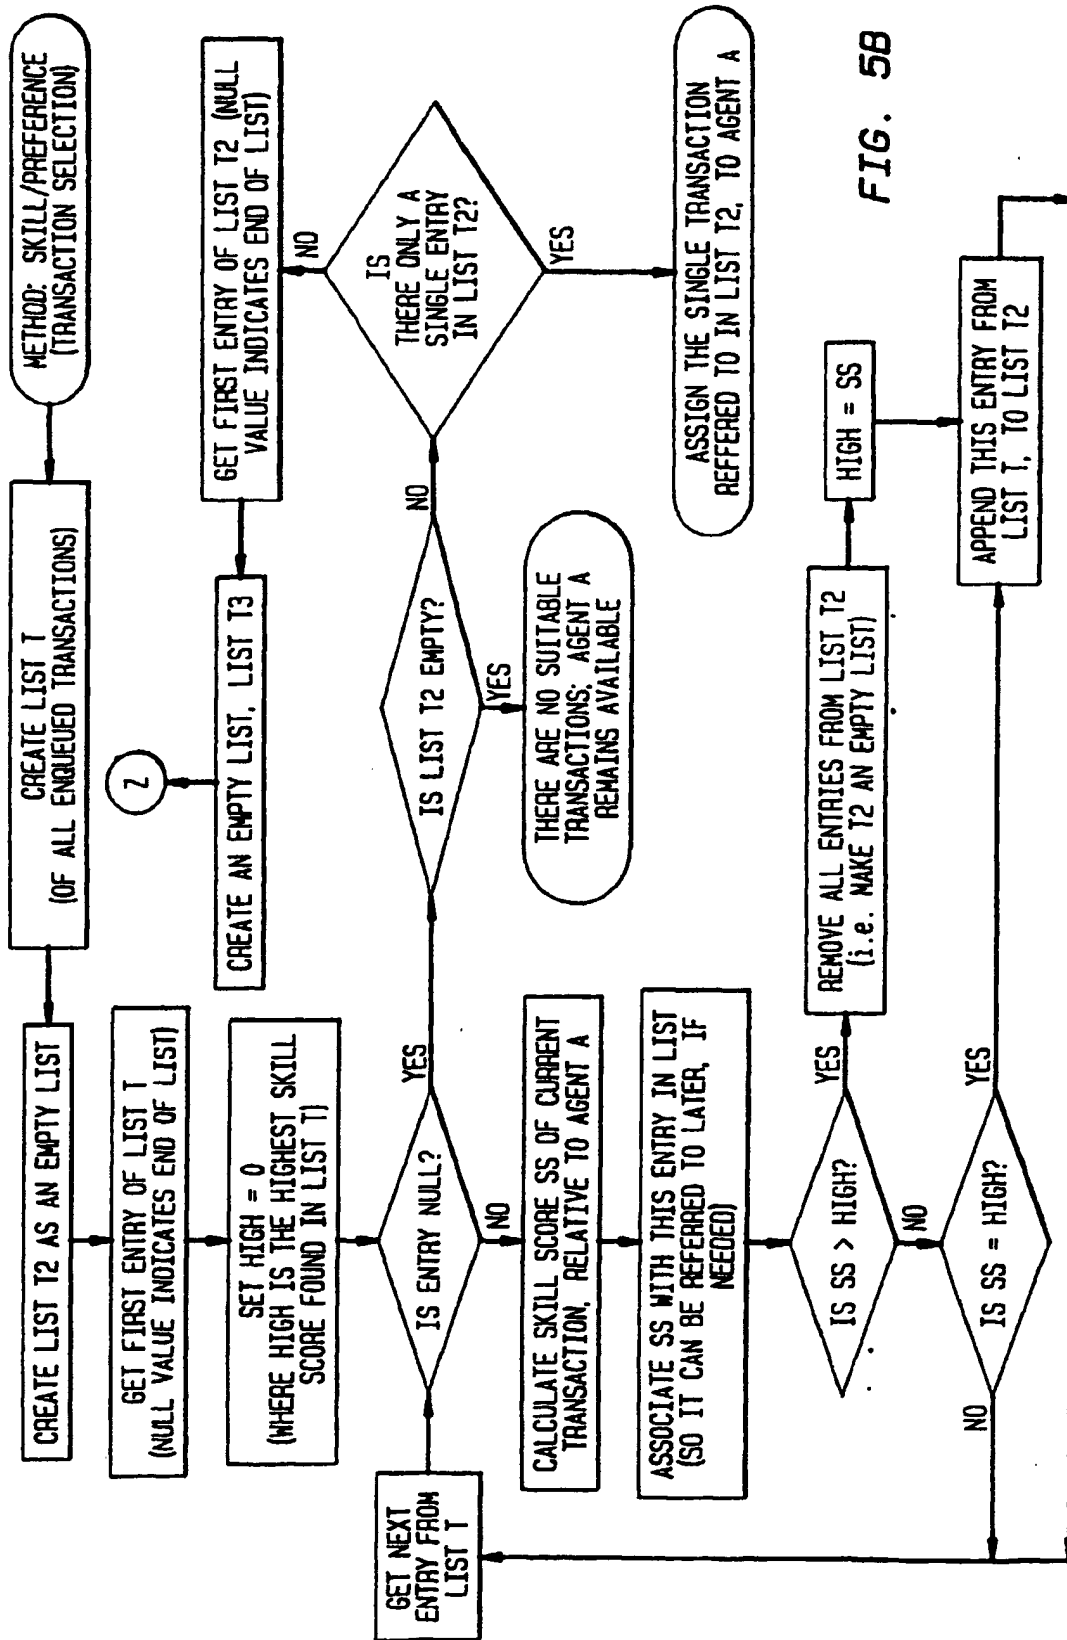 METHOD: SKILL/PREFERENCE
(TRANSACTION SELECTION)
CREATE LIST T
(OF ALL ENQUEUED TRANSACTIONS)
CREATE LIST T2 AS AN EMPTY LIST
GET FIRST ENTRY OF LIST T
(NULL VALUE INDICATES END OF LIST)
SET HIGH = 0
(WHERE HIGH IS THE HIGHEST SKILL
SCORE FOUND IN LIST T)
GET NEXT
ENTRY FROM
LIST T
IS ENTRY NULL?
YES
NO
IS LIST T2 EMPTY?
NO
YES
THERE ARE NO SUITABLE
TRANSACTIONS; AGENT A
REMAINS AVAILABLE
IS
THERE ONLY A
SINGLE ENTRY
IN LIST T2?
NO
YES
GET FIRST ENTRY OF LIST T2 (NULL
VALUE INDICATES END OF LIST)
CREATE AN EMPTY LIST, LIST T3
Z
ASSIGN THE SINGLE TRANSACTION
REFFERED TO IN LIST T2, TO AGENT A
CALCULATE SKILL SCORE SS OF CURRENT
TRANSACTION, RELATIVE TO AGENT A
ASSOCIATE SS WITH THIS ENTRY IN LIST
(SO IT CAN BE REFERRED TO LATER, IF
NEEDED)
IS SS > HIGH?
YES
NO
REMOVE ALL ENTRIES FROM LIST T2
(i.e. MAKE T2 AN EMPTY LIST)
HIGH = SS
IS SS = HIGH?
YES
NO
APPEND THIS ENTRY FROM
LIST T, TO LIST T2
FIG. 5B